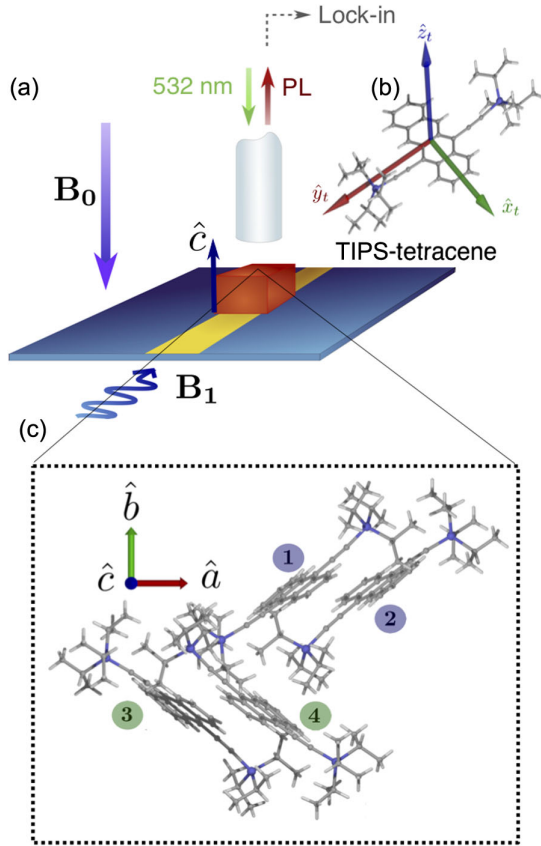 Lock-in
532 nm
PL
(a)
(b)
B₀
ĉ
ẑₜ
ŷₜ
x̂ₜ
TIPS-tetracene
B₁
(c)
b̂
ĉ
â
1
2
3
4